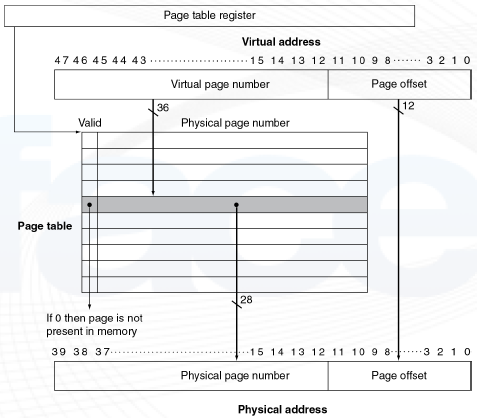 Page table register
Virtual address
47 46 45 44 43 ··················· 15 14 13 12 11 10 9 8 ······· 3 2 1 0
Virtual page number Page offset
36 12
Valid Physical page number
Page table
28
If 0 then page is not
present in memory
39 38 37 ························· 15 14 13 12 11 10 9 8 ······· 3 2 1 0
Physical page number Page offset
Physical address
face